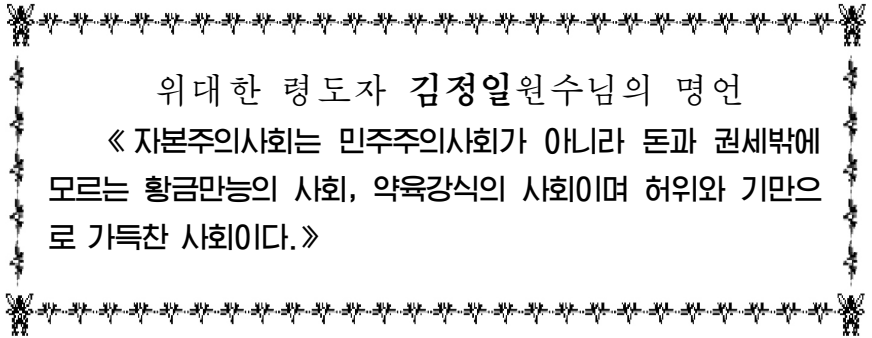 위대한 령도자 김정일원수님의 명언
《자본주의사회는 민주주의사회가 아니라 돈과 권세밖에
모르는 황금만능의 사회, 약육강식의 사회이며 허위와 기만으
로 가득찬 사회이다.》